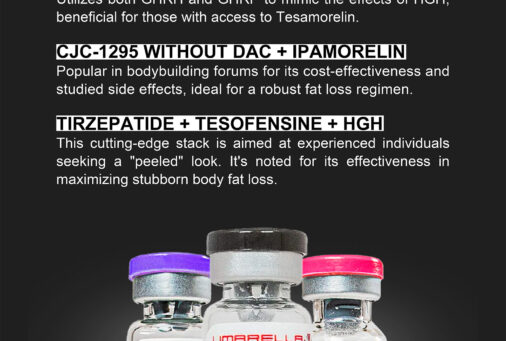 Utilizes both GHRH and GHRP to mimic the effects of HGH,
beneficial for those with access to Tesamorelin.
CJC-1295 WITHOUT DAC + IPAMORELIN
Popular in bodybuilding forums for its cost-effectiveness and
studied side effects, ideal for a robust fat loss regimen.
TIRZEPATIDE + TESOFENSINE + HGH
This cutting-edge stack is aimed at experienced individuals
seeking a "peeled" look. It's noted for its effectiveness in
maximizing stubborn body fat loss.
UMBRELLA